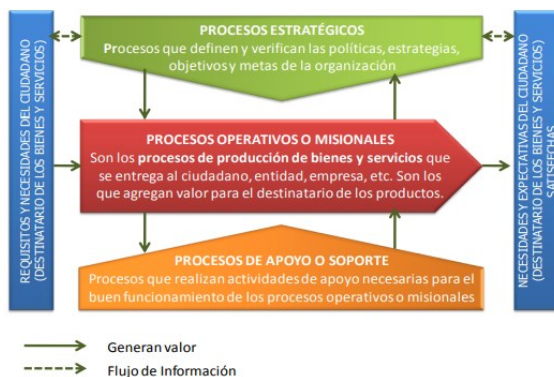 REQUISITOS Y NECESIDADES DEL CIUDADANO
(DESTINATARIO DE LOS BIENES Y SERVICIOS)
PROCESOS ESTRATÉGICOS
Procesos que definen y verifican las políticas, estrategias,
objetivos y metas de la organización
PROCESOS OPERATIVOS O MISIONALES
Son los procesos de producción de bienes y servicios que
se entrega al ciudadano, entidad, empresa, etc. Son los
que agregan valor para el destinatario de los productos.
PROCESOS DE APOYO O SOPORTE
Procesos que realizan actividades de apoyo necesarias para el
buen funcionamiento de los procesos operativos o misionales
NECESIDADES Y EXPECTATIVAS DEL CIUDADANO
(DESTINATARIO DE LOS BIENES Y SERVICIOS)
SATISFECHAS
Generan valor
Flujo de Información